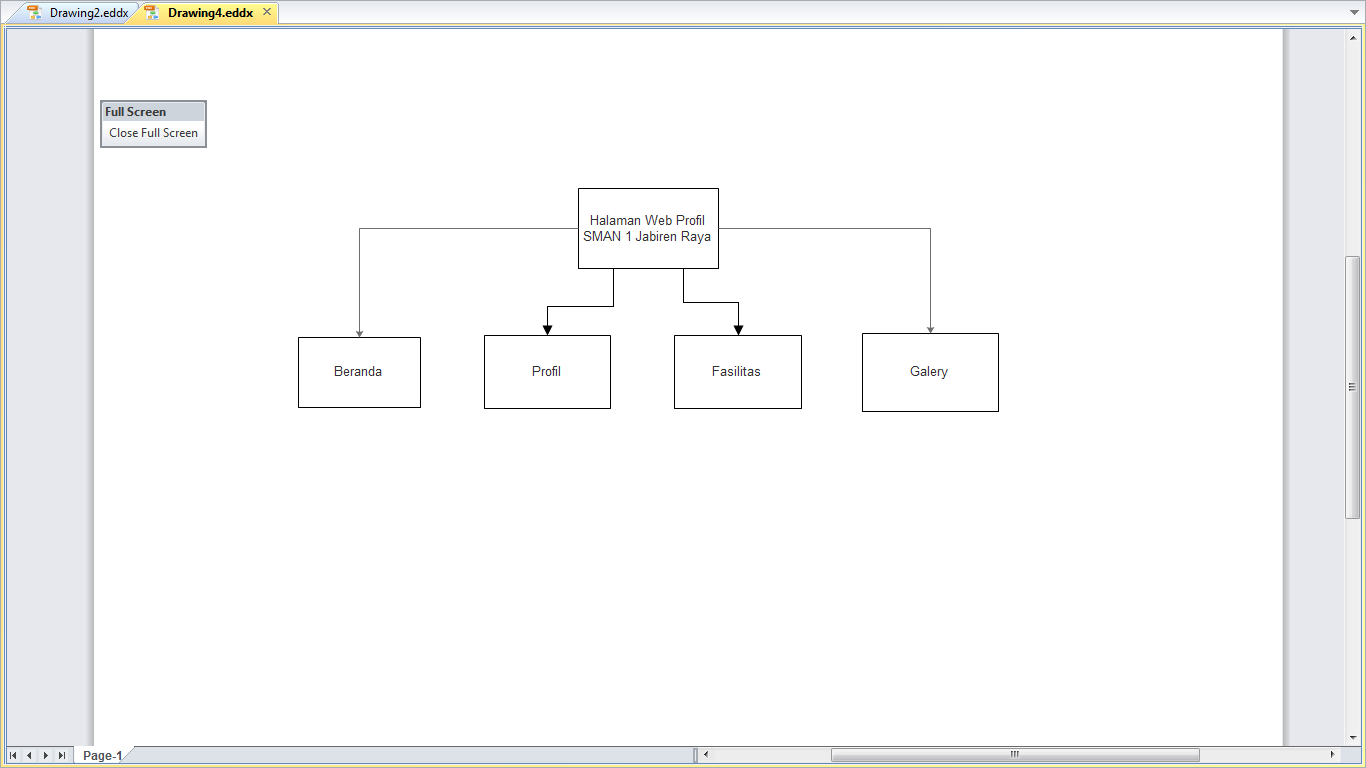 Drawing2.eddx
Drawing4.eddx
Full Screen
Close Full Screen
Halaman Web Profil
SMAN 1 Jabiren Raya
Beranda
Profil
Fasilitas
Galery
Page-1